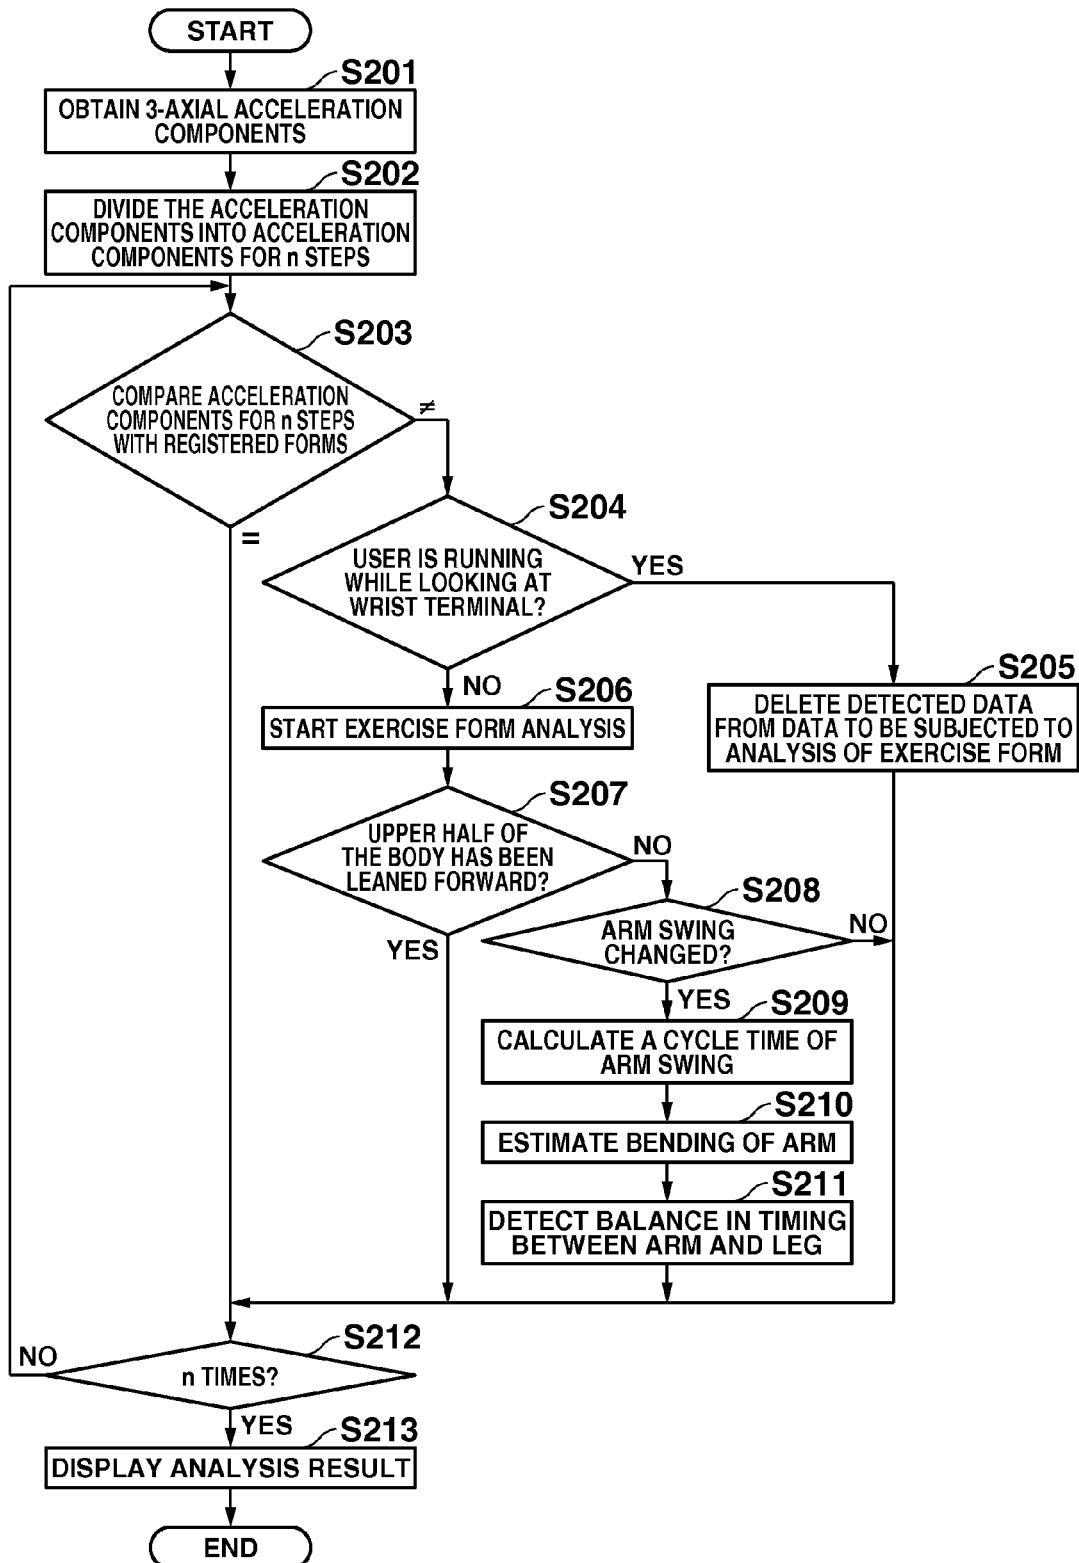 START
S201
OBTAIN 3-AXIAL ACCELERATION
COMPONENTS
S202
DIVIDE THE ACCELERATION
COMPONENTS INTO ACCELERATION
COMPONENTS FOR n STEPS
S203
COMPARE ACCELERATION
COMPONENTS FOR n STEPS
WITH REGISTERED FORMS
≠
=
S204
USER IS RUNNING
WHILE LOOKING AT
WRIST TERMINAL?
YES
NO
S205
DELETE DETECTED DATA
FROM DATA TO BE SUBJECTED TO
ANALYSIS OF EXERCISE FORM
S206
START EXERCISE FORM ANALYSIS
S207
UPPER HALF OF
THE BODY HAS BEEN
LEANED FORWARD?
NO
YES
S208
ARM SWING
CHANGED?
NO
YES
S209
CALCULATE A CYCLE TIME OF
ARM SWING
S210
ESTIMATE BENDING OF ARM
S211
DETECT BALANCE IN TIMING
BETWEEN ARM AND LEG
S212
n TIMES?
NO
YES
S213
DISPLAY ANALYSIS RESULT
END